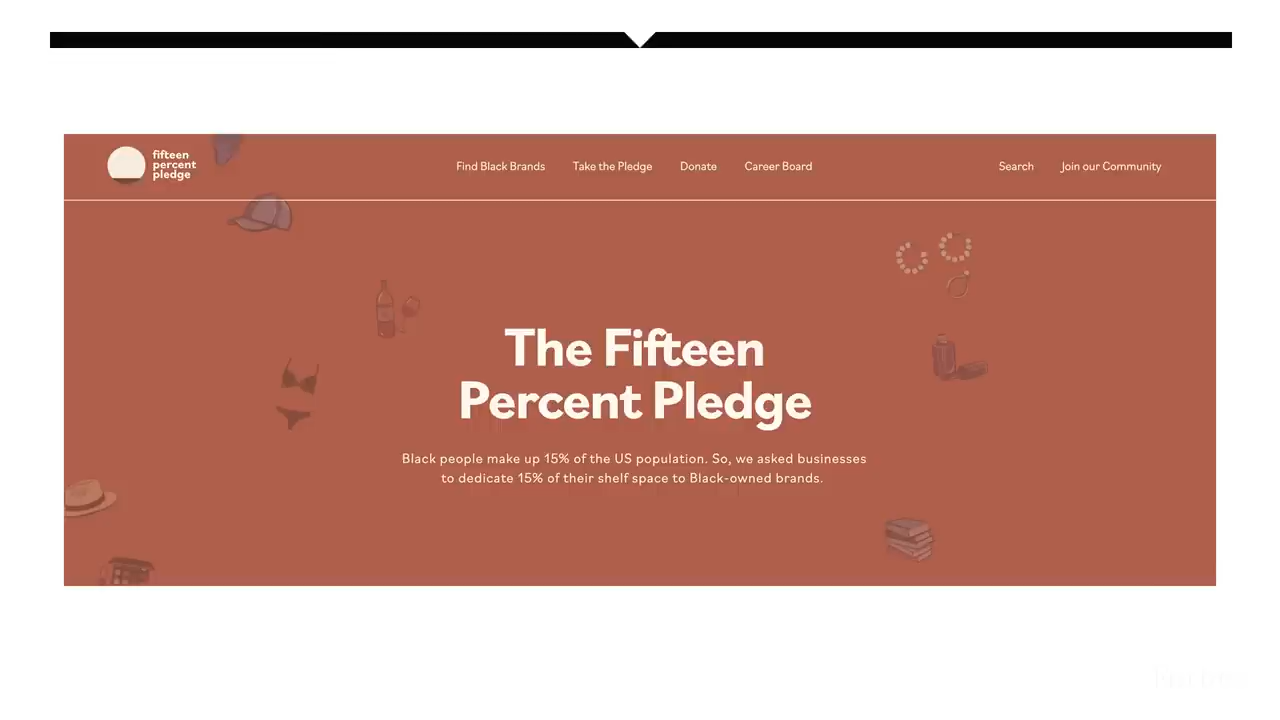 fifteen
percent
pledge
Find Black Brands
Take the Pledge
Donate
Career Board
Search
Join our Community
The Fifteen
Percent Pledge
Black people make up 15% of the US population. So, we asked businesses
to dedicate 15% of their shelf space to Black-owned brands.